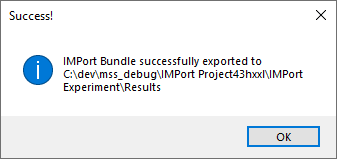 Success!
IMPort Bundle successfully exported to
C:\dev\mss_debug\IMPort Project43hxxl\IMPort
Experiment\Results
OK